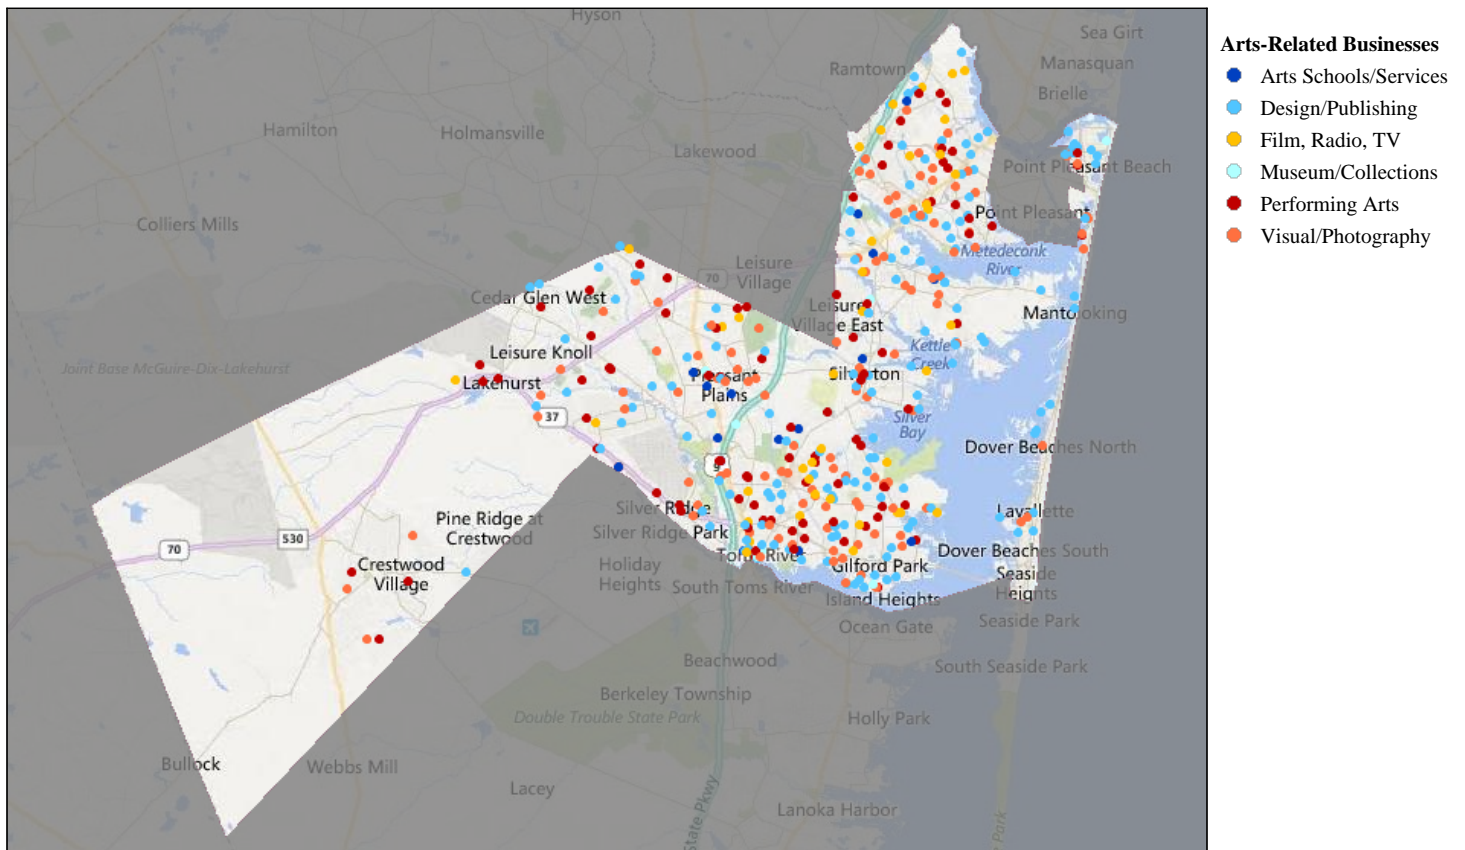 Hyson
Sea Girt
Arts-Related Businesses
Ramtown
Manasquan
Arts Schools/Services
Brielle
Design/Publishing
Hamilton
Holmansville
Film, Radio, TV
Lakewood
Point Pleasant Beach
Museum/Collections
Performing Arts
Colliers Mills
Point Pleasant
Visual/Photography
Metedeconk
River
Leisure
Village
70
Cedar Glen West
Leisure
Village East
Mantoloking
Leisure Knoll
Kettle
Creek
Joint Base McGuire-Dix-Lakehurst
Lakehurst
Pleasant
Plains
Silverton
37
Silver
Bay
Dover Beaches North
9
Silver Ridge
Lavallette
Pine Ridge at
Crestwood
Silver Ridge Park
530
70
Toms River
Dover Beaches South
Crestwood
Village
Holiday
Heights
South Toms River
Gilford Park
Seaside
Heights
Island Heights
Seaside Park
Ocean Gate
Beachwood
South Seaside Park
Berkeley Township
Double Trouble State Park
Holly Park
Bullock
Webbs Mill
Lacey
State Pkwy
Lanoka Harbor
Park